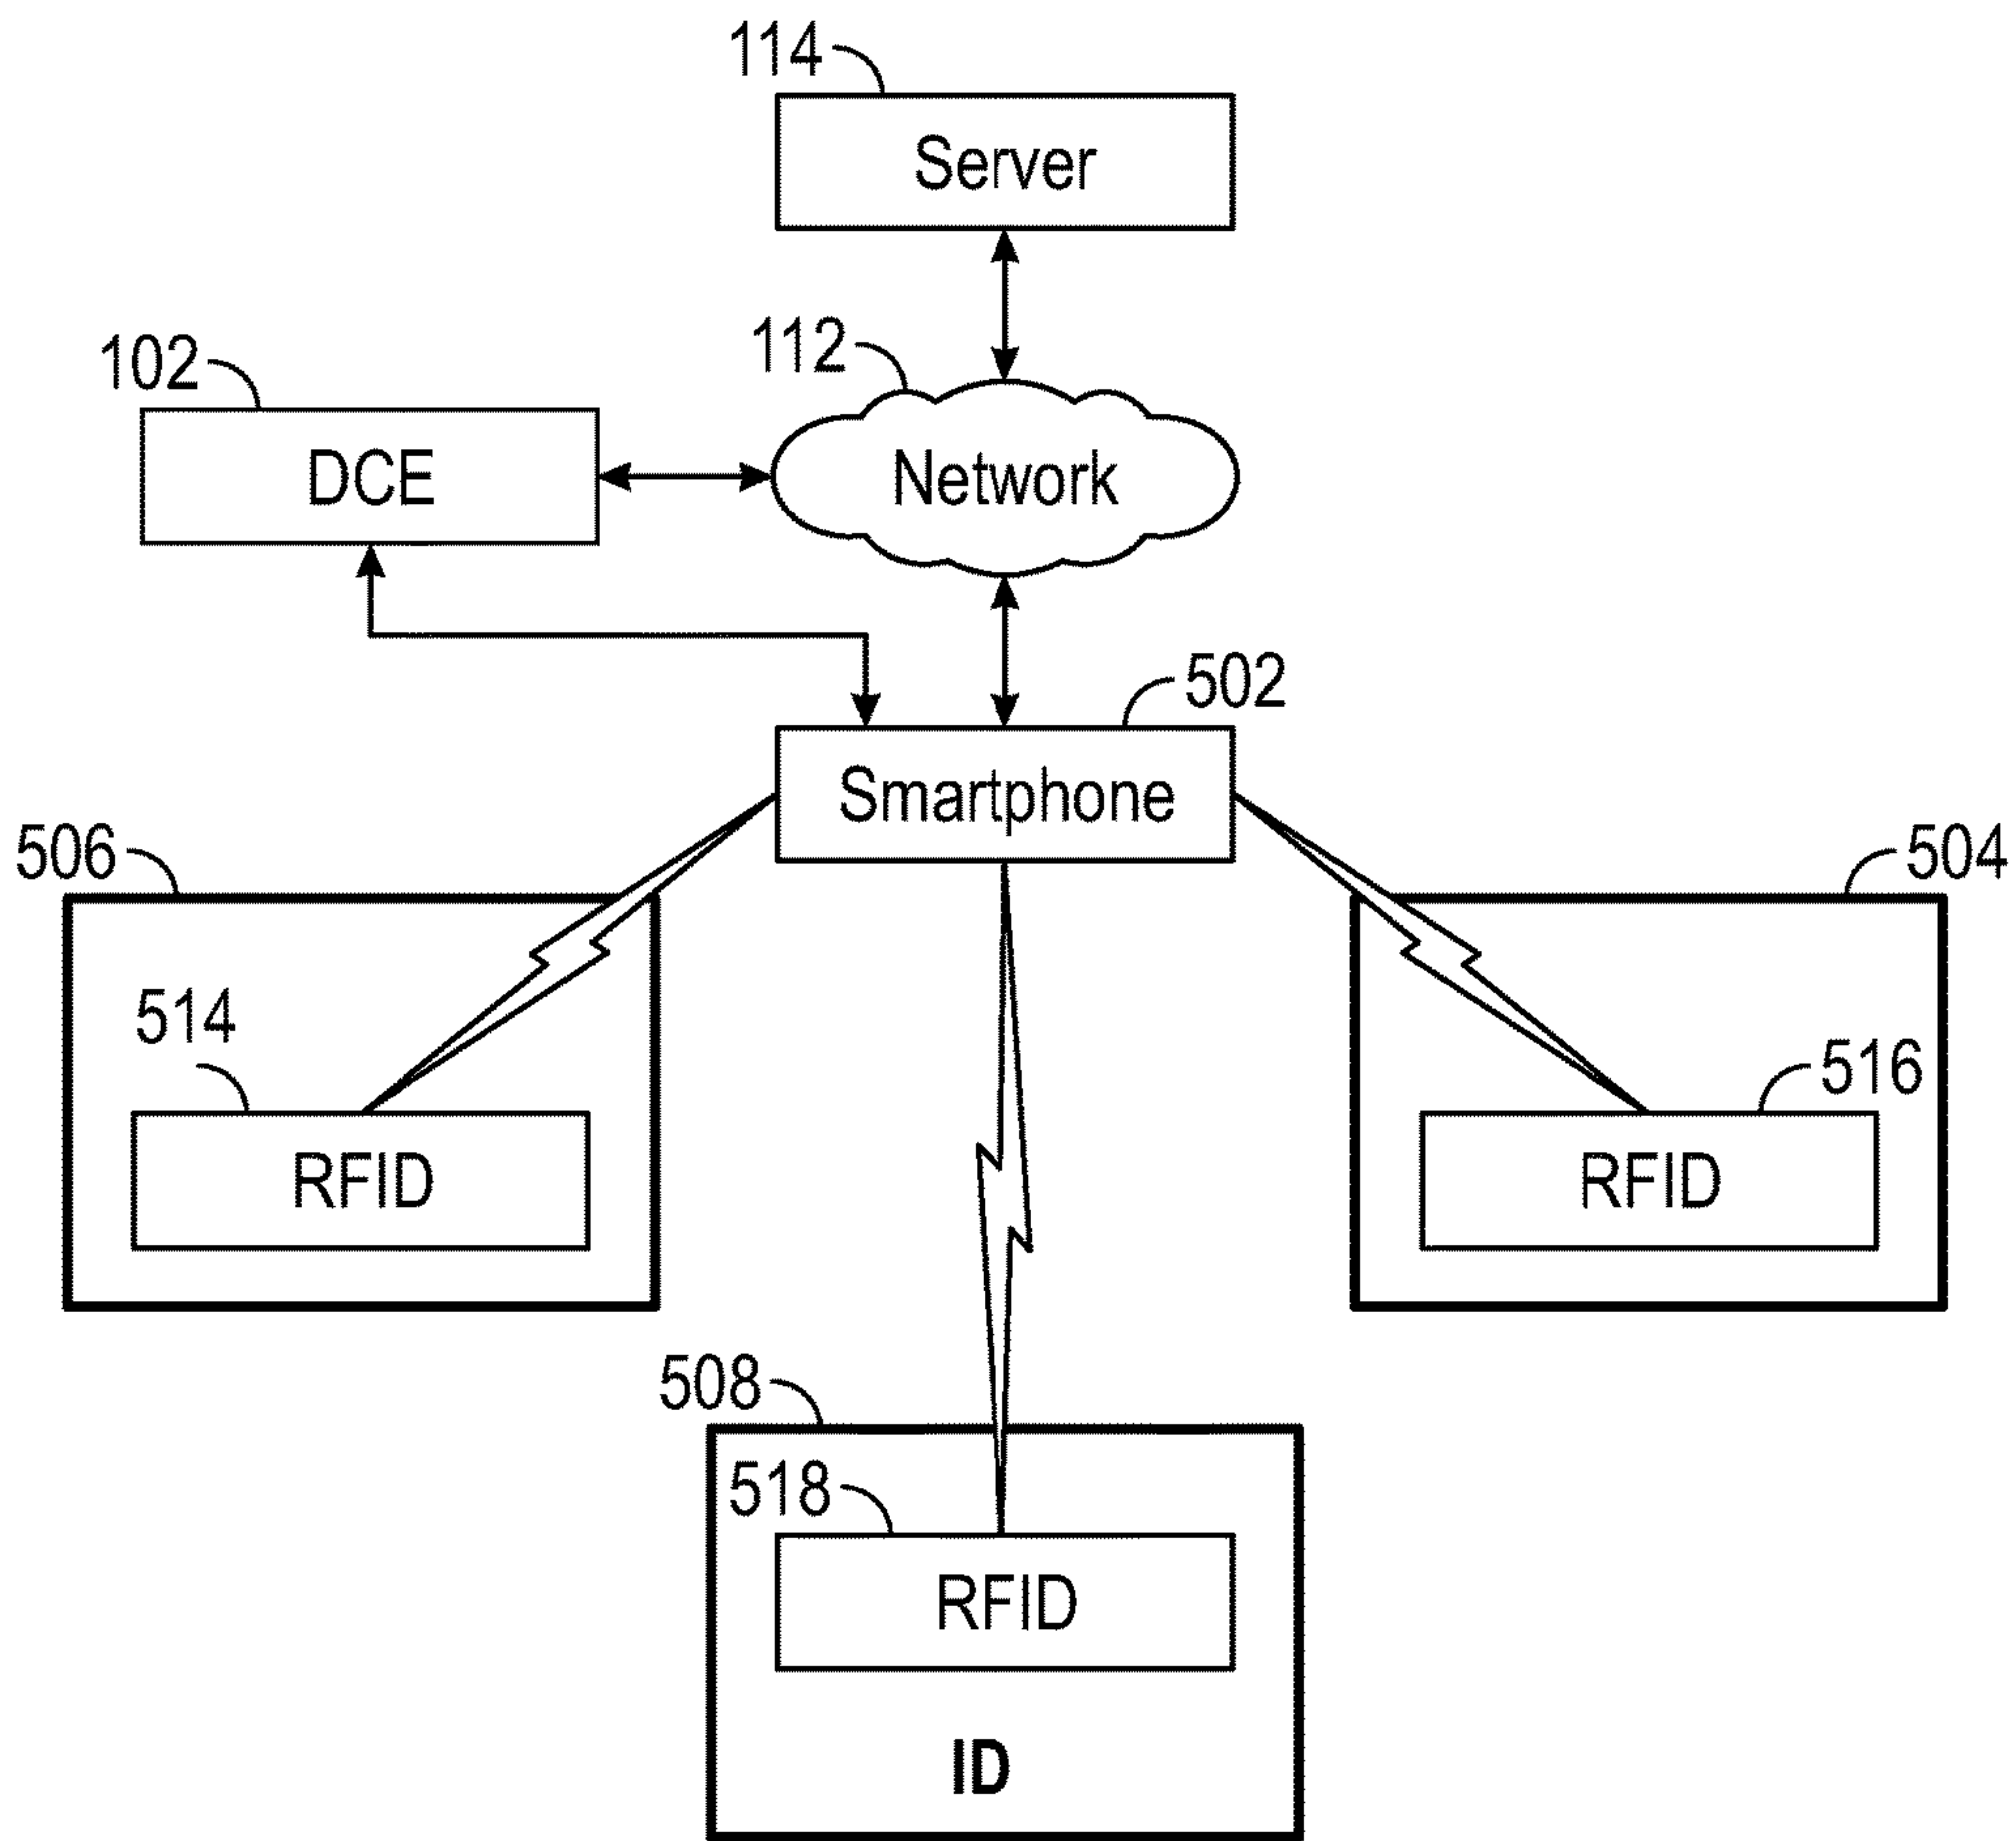 114
Server
112
102
DCE
Network
502
Smartphone
506
504
514
516
RFID
RFID
508
518
RFID
ID